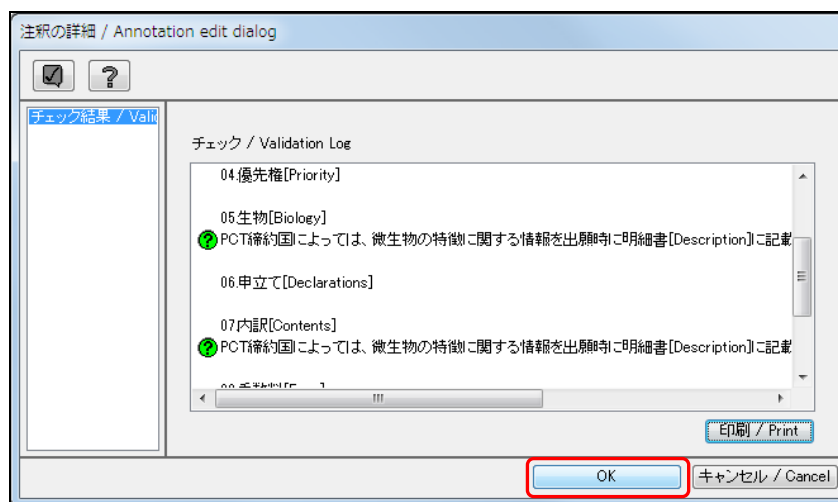 注釈の詳細 / Annotation edit dialog
チェック結果 / Valid
チェック / Validation Log
04.優先権[Priority]
05.生物[Biology]
PCT締約国によっては、微生物の特徴に関する情報を出願時に明細書[Description]に記載
06.申立て[Declarations]
07.内訳[Contents]
PCT締約国によっては、微生物の特徴に関する情報を出願時に明細書[Description]に記載
印刷 / Print
OK
キャンセル / Cancel